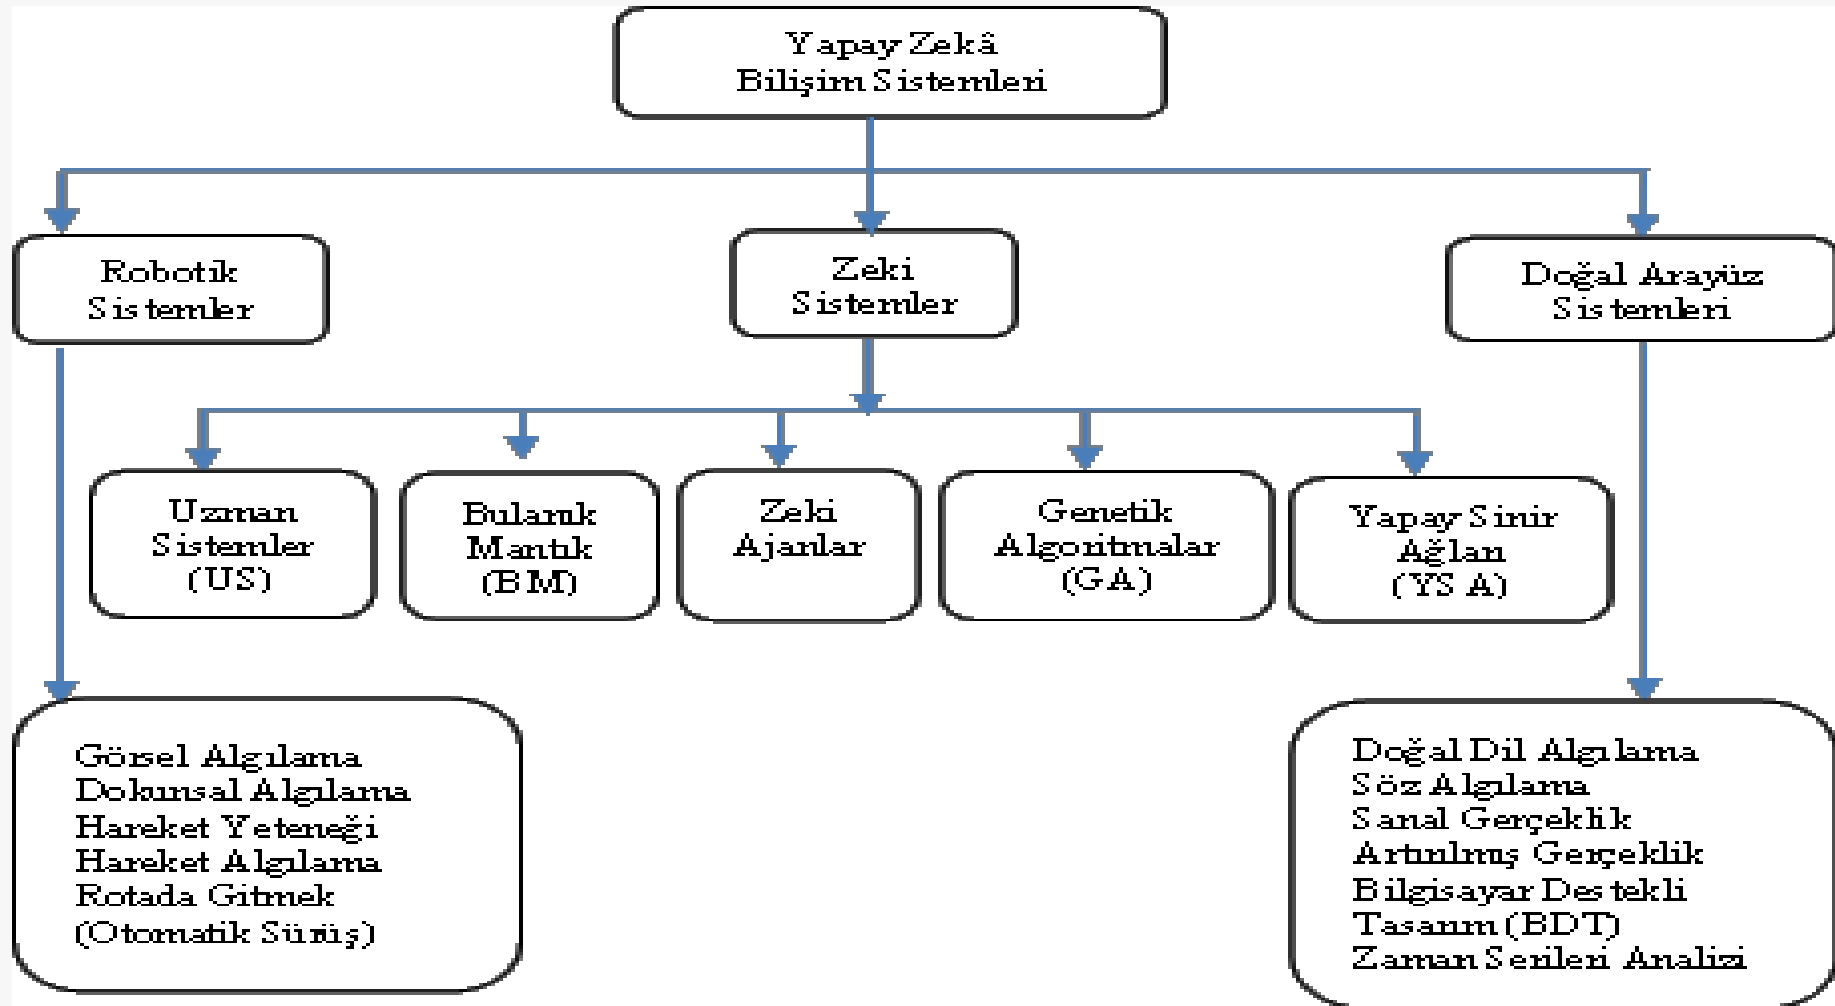 Yapay Zekâ
Bilişim Sistemleri
Robotik
Sistemler
Zeki
Sistemler
Doğal Arayüz
Sistemleri
Uzman
Sistemler
(US)
Bulanık
Mantık
(BM)
Zeki
Ajanlar
Genetik
Algoritmalar
(GA)
Yapay Sinir
Ağları
(YSA)
Görsel Algılama
Dokunsal Algılama
Hareket Yeteneği
Hareket Algılama
Rotada Gitmek
(Otomatik Sürüş)
Doğal Dil Algılama
Söz Algılama
Sanal Gerçeklik
Artırılmış Gerçeklik
Bilgisayar Destekli
Tasarım (BDT)
Zaman Serileri Analizi